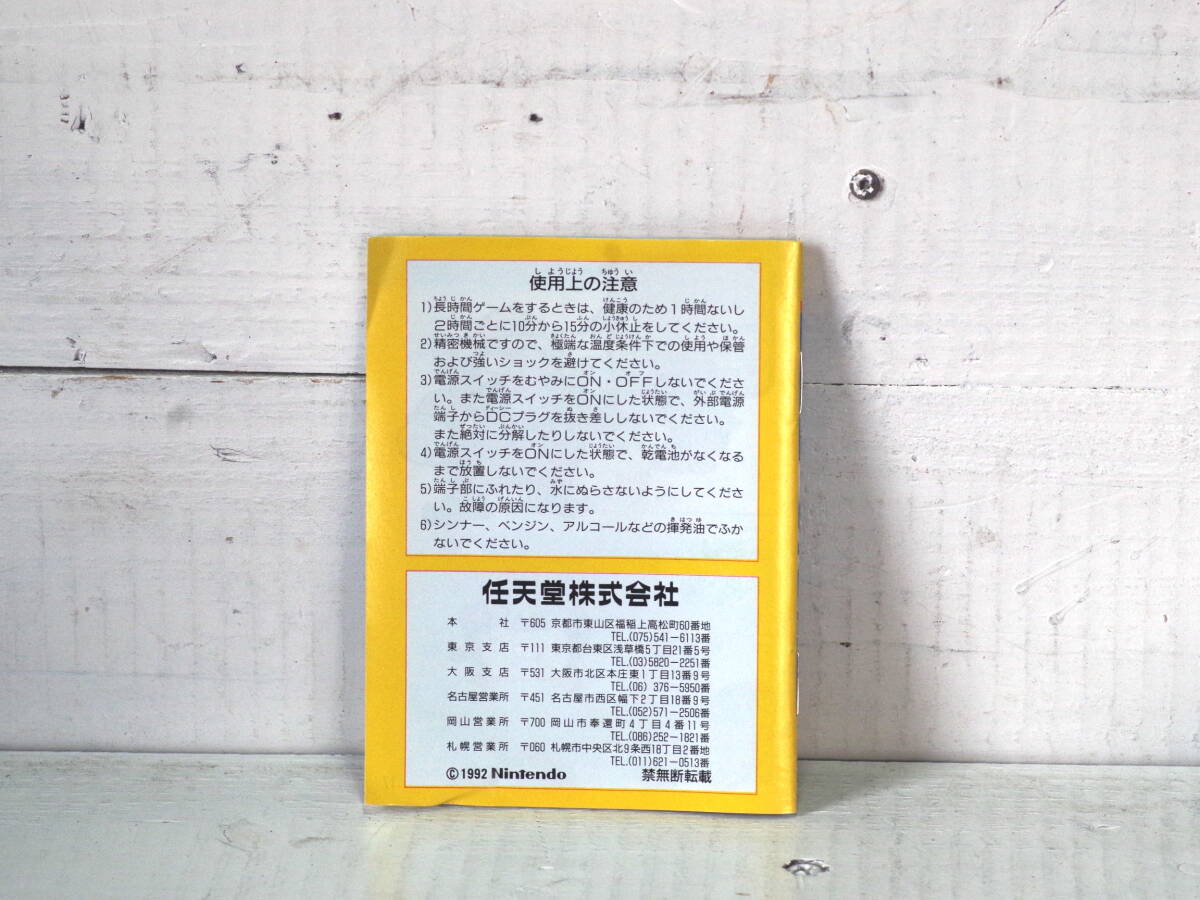 使用上の注意
1)長時間ゲームをするときは、健康のため1時間ないし
2時間ごとに10分から15分の小休止をしてください。
2)精密機械ですので、極端な温度条件下での使用や保管
および強いショックを避けてください。
3)電源スイッチをむやみにON・OFFしないでくださ
い。また電源スイッチをONにした状態で、外部電源
端子からDCプラグを抜き差ししないでください。
また絶対に分解したりしないでください。
4)電源スイッチをONにした状態で、乾電池がなくなる
まで放置しないでください。
5)端子部にふれたり、水にぬらさないようにしてくださ
い。故障の原因になります。
6)シンナー、ベンジン、アルコールなどの揮発油でふか
ないでください。
任天堂株式会社
本社 〒605 京都市東山区福稲上高松町60番地
TEL.(075)541-6113番
東京支店 〒111 東京都台東区浅草橋5丁目21番5号
TEL.(03)5820-2251番
大阪支店 〒531 大阪市北区本庄東1丁目13番9号
TEL.(06) 376-5950番
名古屋営業所 〒451 名古屋市西区幅下2丁目18番9号
TEL.(052)571-2506番
岡山営業所 〒700 岡山市奉還町4丁目4番11号
TEL.(086)252-1821番
札幌営業所 〒060 札幌市中央区北9条西18丁目2番地
TEL.(011)621-0513番
©1992 Nintendo 禁無断転載